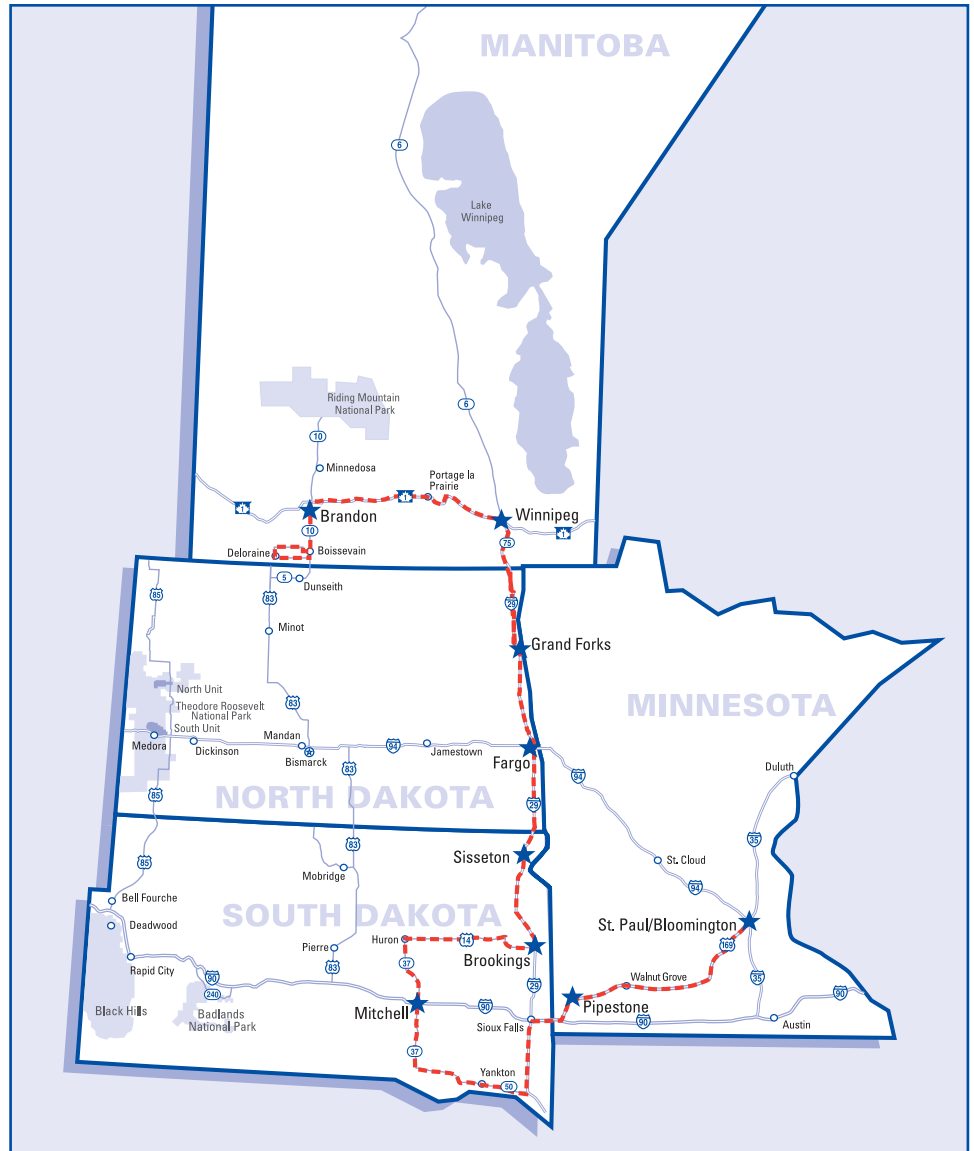 MANITOBA
6
Lake
Winnipeg
Riding Mountain
National Park
6
10
Minnedosa
Portage la
Prairie
1
1
Brandon
Winnipeg
1
10
75
Deloraine
Boissevain
5
Dunseith
85
83
29
Minot
Grand Forks
North Unit
Theodore Roosevelt
National Park
South Unit
MINNESOTA
83
Medora
Dickinson
Mandan
Bismarck
94
Jamestown
Fargo
83
94
Duluth
85
NORTH DAKOTA
29
83
35
Sisseton
85
Mobridge
St. Cloud
94
Bell Fourche
SOUTH DAKOTA
St. Paul/Bloomington
Deadwood
Huron
14
169
Pierre
Brookings
Rapid City
37
83
90
29
Walnut Grove
35
240
90
Black Hills
Badlands
National Park
Mitchell
90
Pipestone
Sioux Falls
90
Austin
37
Yankton
50